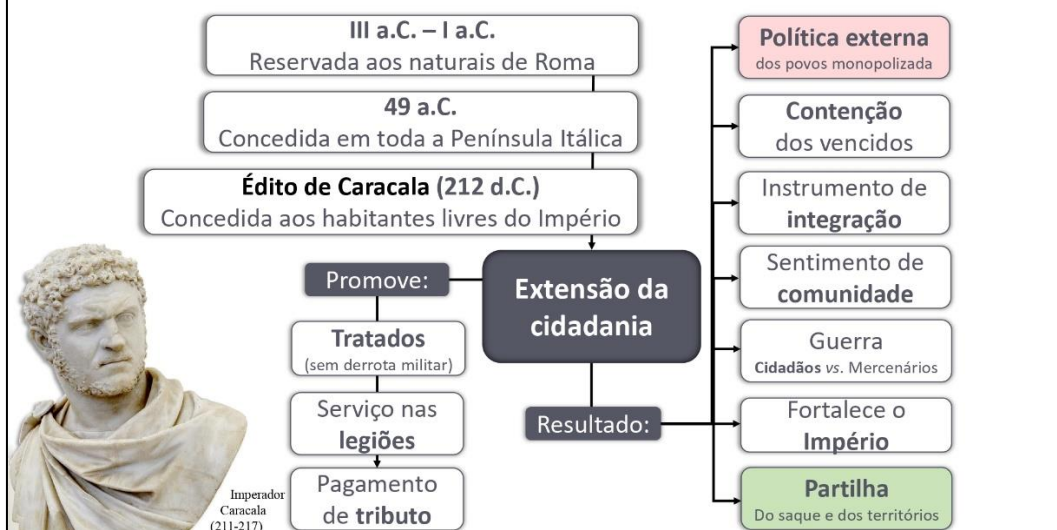 III a.C. – I a.C.
Reservada aos naturais de Roma
49 a.C.
Concedida em toda a Península Itálica
Édito de Caracala (212 d.C.)
Concedida aos habitantes livres do Império
Extensão da
cidadania
Promove:
Tratados
(sem derrota militar)
Serviço nas
legiões
Pagamento
de tributo
Imperador
Caracala
(211-217)
Resultado:
Política externa
dos povos monopolizada
Contenção
dos vencidos
Instrumento de
integração
Sentimento de
comunidade
Guerra
Cidadãos vs. Mercenários
Fortalece o
Império
Partilha
Do saque e dos territórios